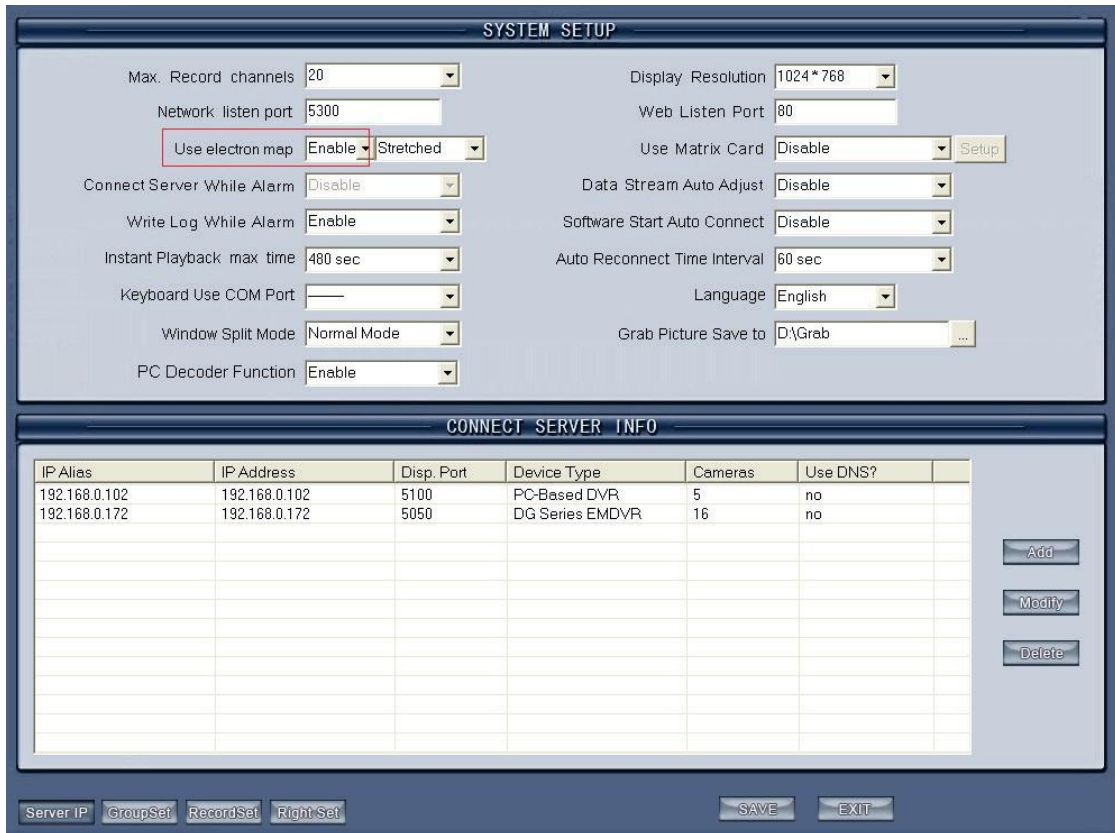 SYSTEM SETUP
Max. Record channels 20 Display Resolution 1024*768
Network listen port 5300 Web Listen Port 80
Use electron map Enable Stretched Use Matrix Card Disable Setup
Connect Server While Alarm Disable Data Stream Auto Adjust Disable
Write Log While Alarm Enable Software Start Auto Connect Disable
Instant Playback max time 480 sec Auto Reconnect Time Interval 60 sec
Keyboard Use COM Port —— Language English
Window Split Mode Normal Mode Grab Picture Save to D:\Grab ...
PC Decoder Function Enable
CONNECT SERVER INFO
IP Alias IP Address Disp. Port Device Type Cameras Use DNS?
192.168.0.102 192.168.0.102 5100 PC-Based DVR 5 no
192.168.0.172 192.168.0.172 5050 DG Series EMDVR 16 no
Add
Modify
Delete
Server IP GroupSet RecordSet Right Set SAVE EXIT